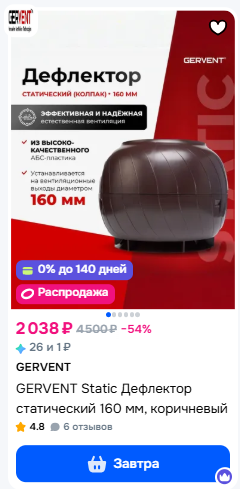 GERVENT
GERVENT
Дефлектор
СТАТИЧЕСКИЙ (КОЛПАК) • 160 ММ
ЭФФЕКТИВНАЯ И НАДЁЖНАЯ
естественная вентиляция
ИЗ ВЫСОКО-
КАЧЕСТВЕННОГО
АБС-пластика
Устанавливается
на вентиляционные
выходы диаметром
160 мм
STATIC
0% до 140 дней
Распродажа
2 038 ₽ 4 500 ₽ -54%
26 и 1 ₽
GERVENT
GERVENT Static Дефлектор
статический 160 мм, коричневый
4.8 6 отзывов
Завтра